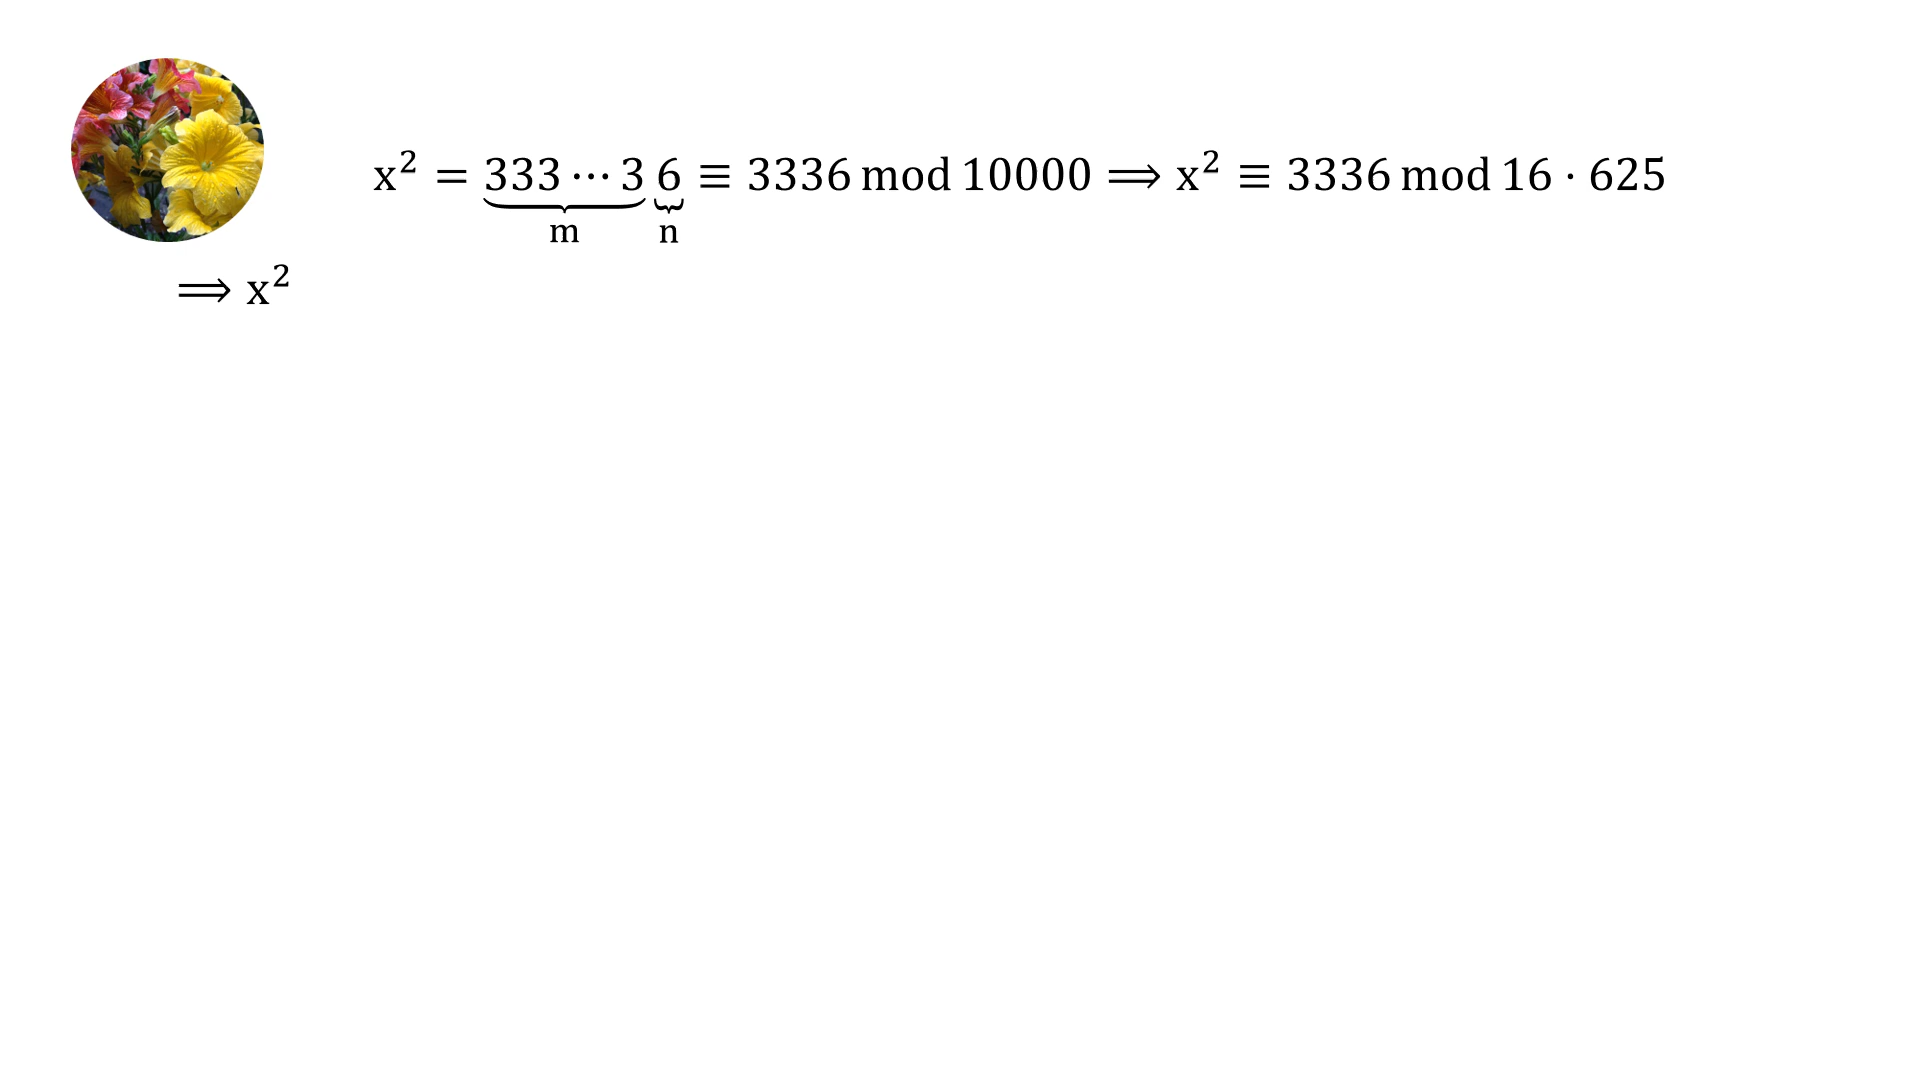 x² = 333 ⋯ 3 6 ≡ 3336 mod 10000 ⟹ x² ≡ 3336 mod 16 · 625
m n
⟹ x²